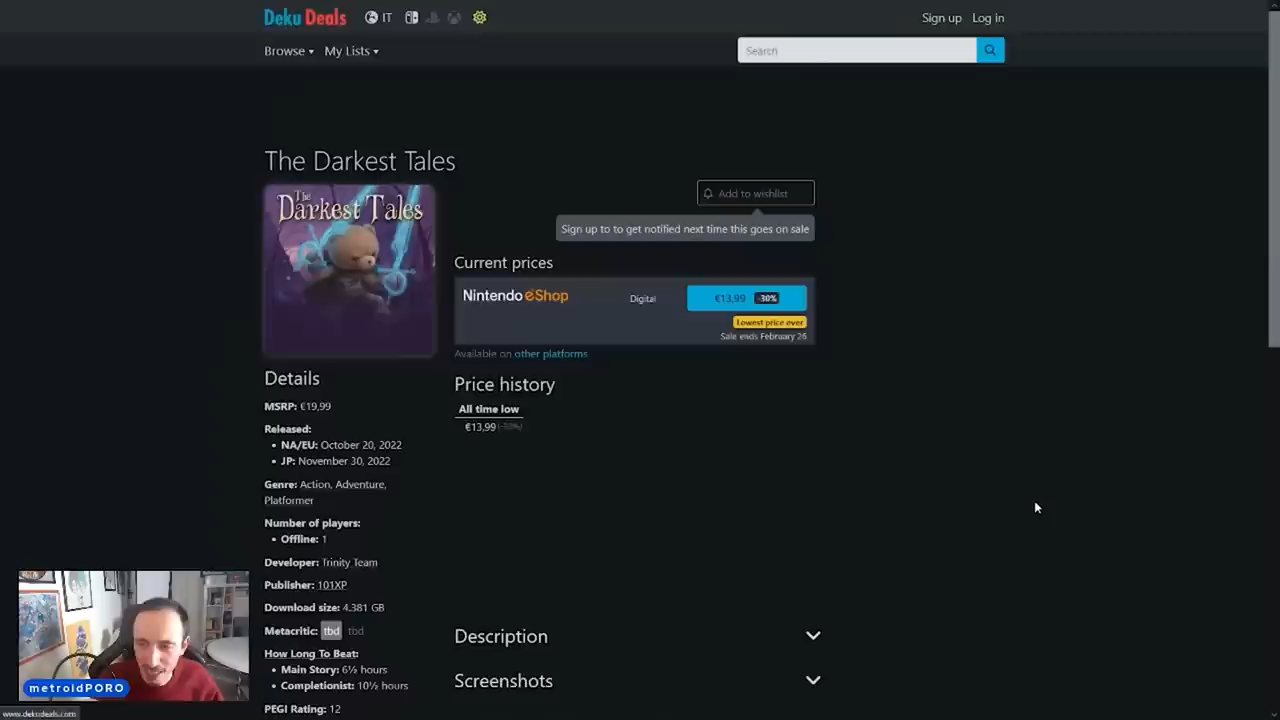 Deku Deals IT Sign up Log in
Browse My Lists Search
The Darkest Tales
Add to wishlist
The
Darkest Tales
Sign up to to get notified next time this goes on sale
Current prices
Nintendo eShop Digital €13,99 -30%
Lowest price ever
Sale ends February 26
Available on other platforms
Details
MSRP: €19,99
Released:
• NA/EU: October 20, 2022
• JP: November 30, 2022
Genre: Action, Adventure,
Platformer
Number of players:
• Offline: 1
Developer: Trinity Team
Publisher: 101XP
Download size: 4.381 GB
Metacritic: tbd tbd
How Long To Beat:
• Main Story: 6½ hours
• Completionist: 10½ hours
PEGI Rating: 12
Price history
All time low
€13,99 (-30%)
Description
Screenshots
metroidPORO
www.dekudeals.com